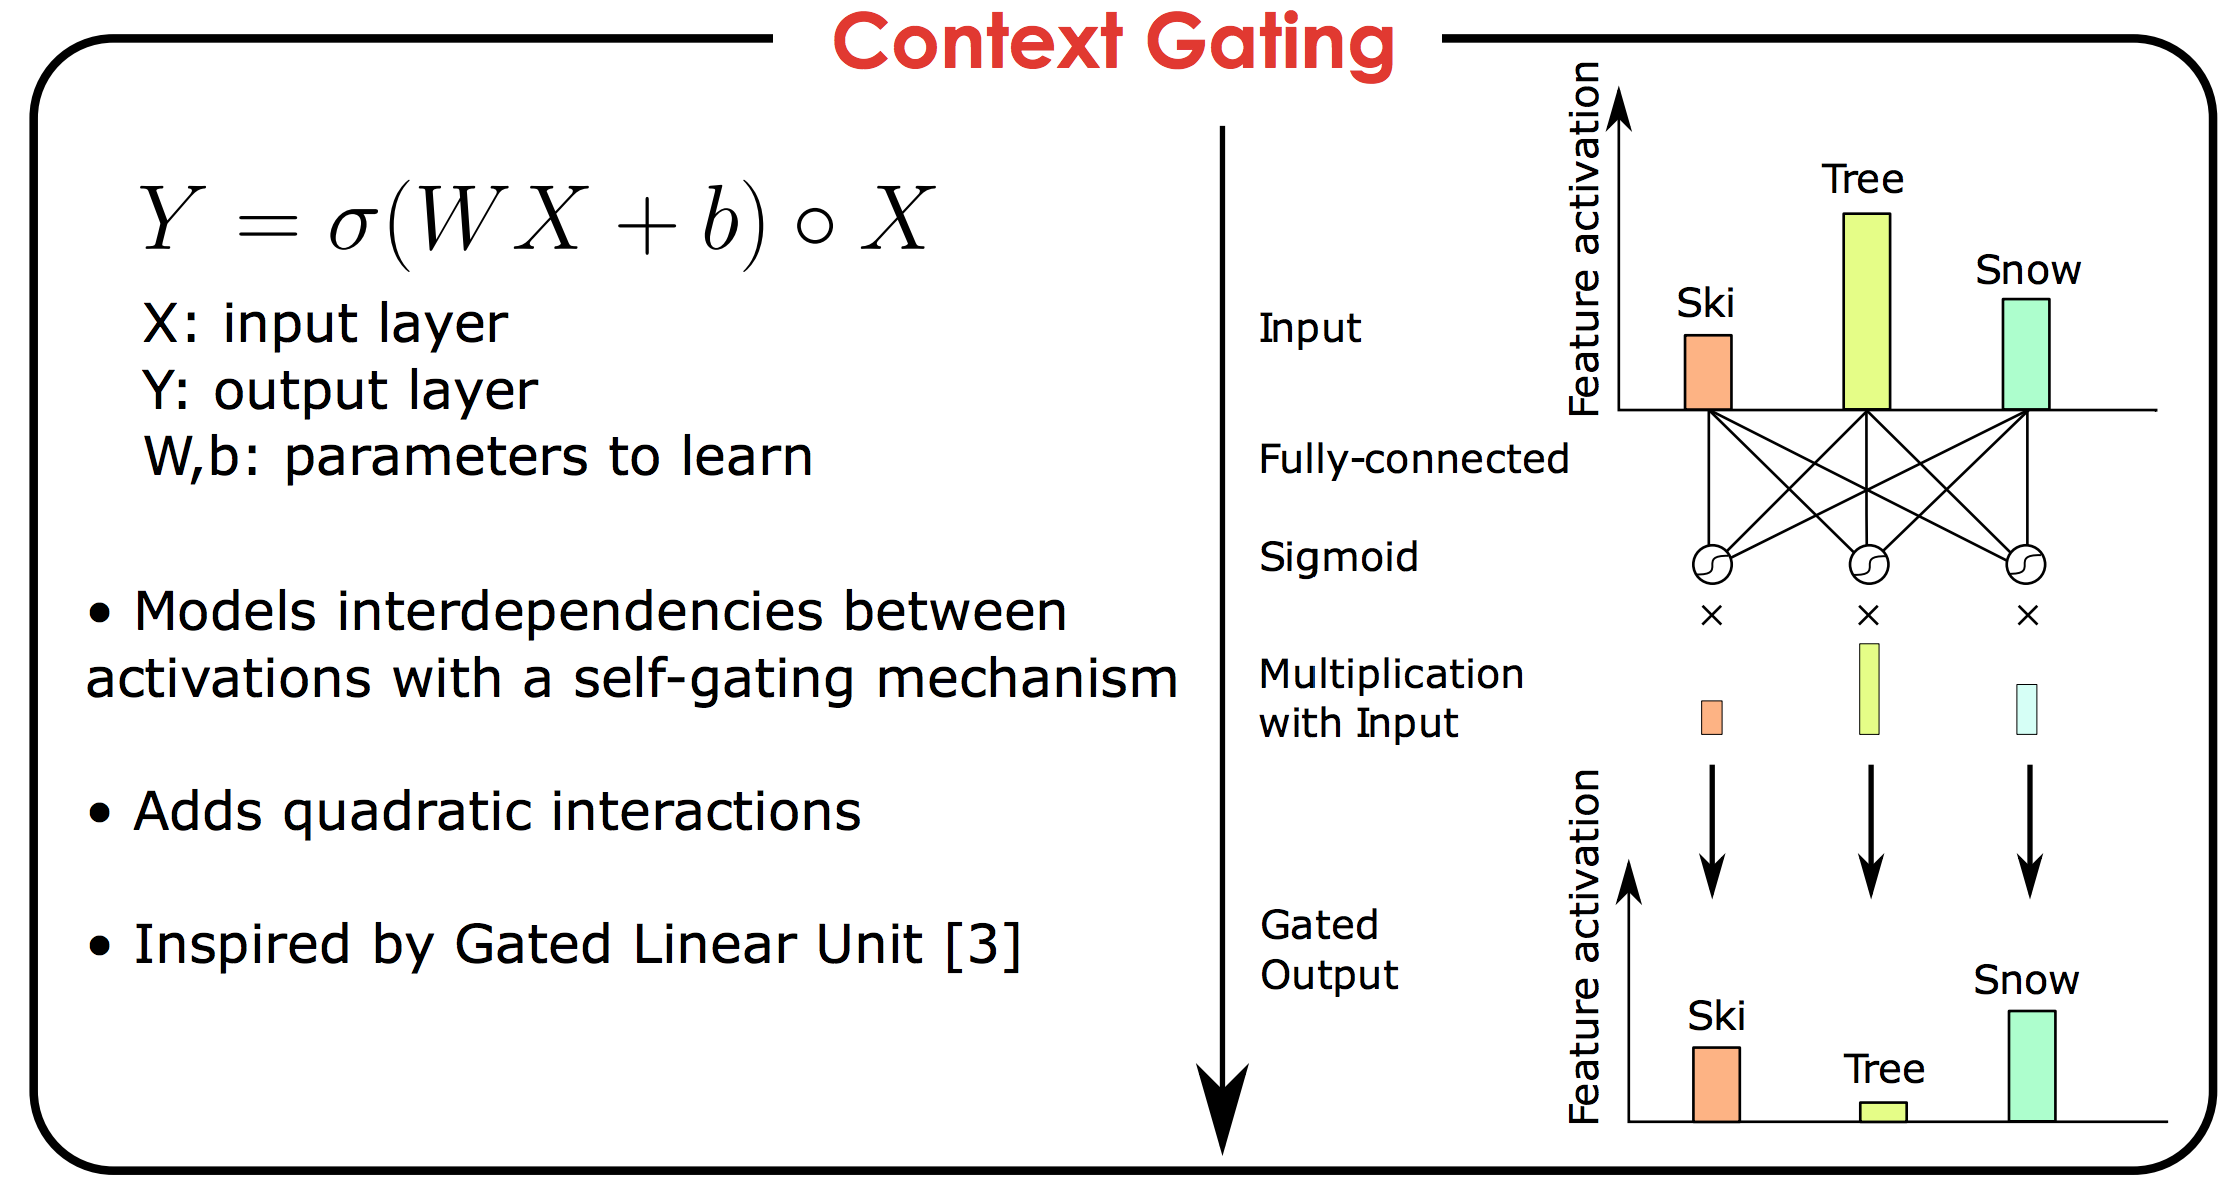 Context Gating
Y = σ(WX + b) ∘ X
X: input layer
Y: output layer
W,b: parameters to learn
• Models interdependencies between
activations with a self-gating mechanism
• Adds quadratic interactions
• Inspired by Gated Linear Unit [3]
Input
Fully-connected
Sigmoid
Multiplication
with Input
Gated
Output
Feature activation
Ski
Tree
Snow
×
×
×
Feature activation
Ski
Tree
Snow